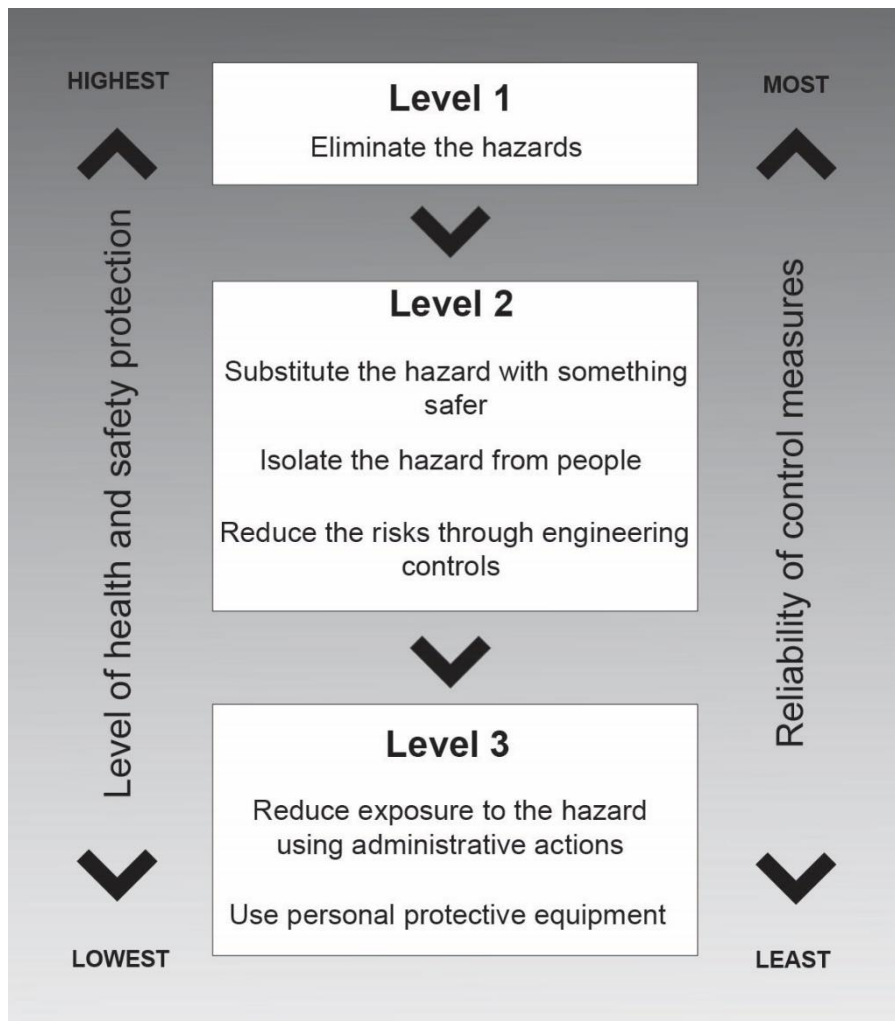 HIGHEST
MOST
Level 1
Eliminate the hazards
Level of health and safety protection
Reliability of control measures
Level 2
Substitute the hazard with something
safer
Isolate the hazard from people
Reduce the risks through engineering
controls
Level 3
Reduce exposure to the hazard
using administrative actions
Use personal protective equipment
LOWEST
LEAST